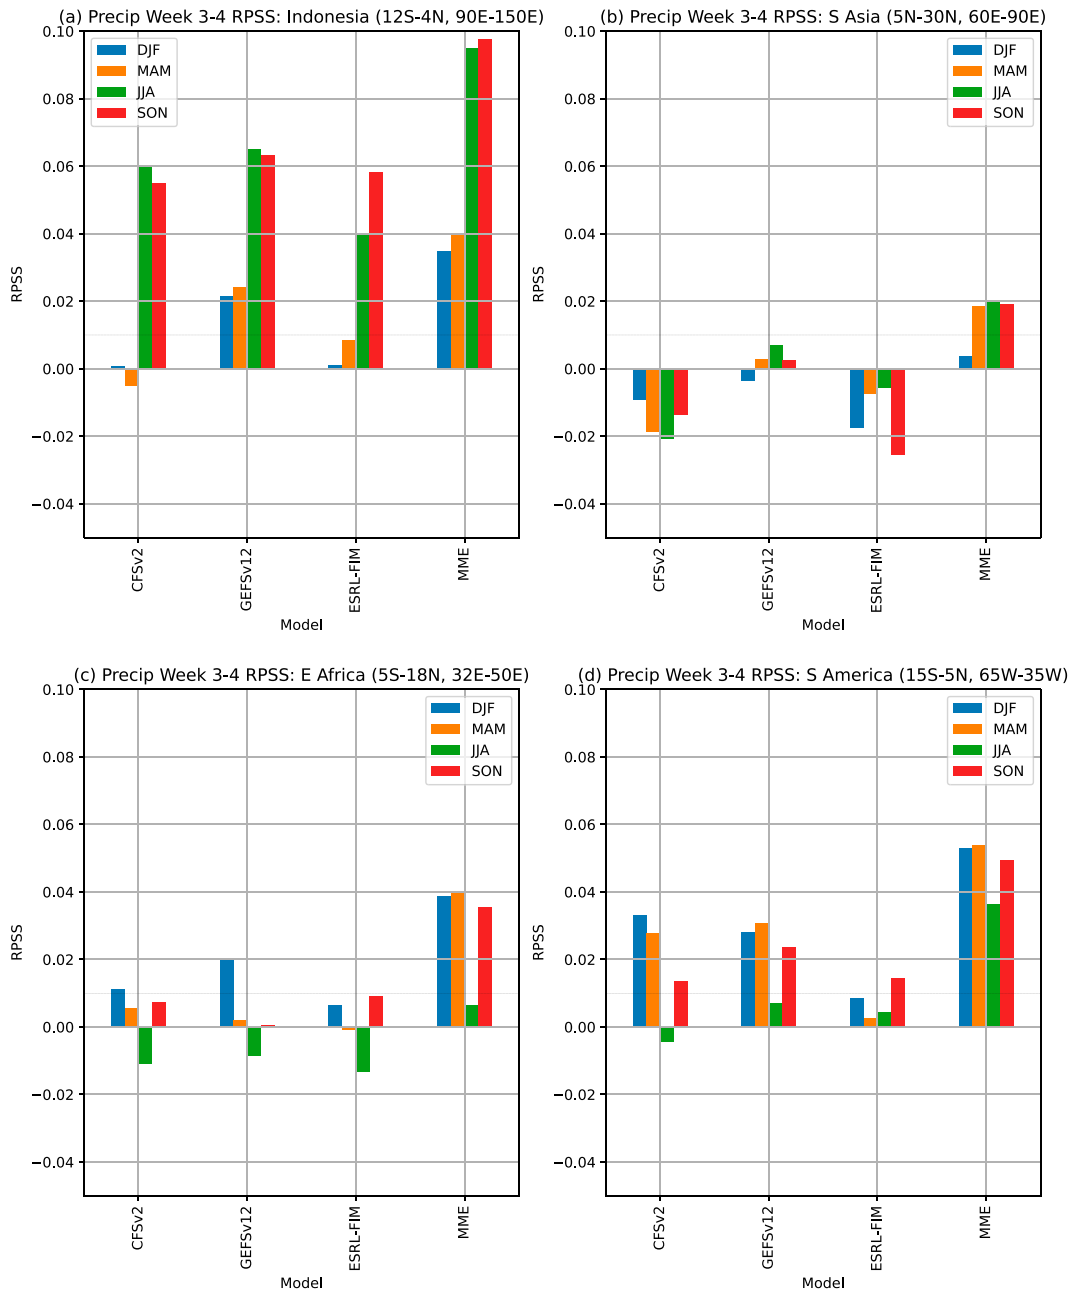 (a) Precip Week 3-4 RPSS: Indonesia (12S-4N, 90E-150E)
0.10
0.08
0.06
0.04
0.02
0.00
−0.02
−0.04
RPSS
DJF
MAM
JJA
SON
CFSv2
GEFSv12
ESRL-FIM
MME
Model
(b) Precip Week 3-4 RPSS: S Asia (5N-30N, 60E-90E)
0.10
0.08
0.06
0.04
0.02
0.00
−0.02
−0.04
RPSS
DJF
MAM
JJA
SON
CFSv2
GEFSv12
ESRL-FIM
MME
Model
(c) Precip Week 3-4 RPSS: E Africa (5S-18N, 32E-50E)
0.10
0.08
0.06
0.04
0.02
0.00
−0.02
−0.04
RPSS
DJF
MAM
JJA
SON
CFSv2
GEFSv12
ESRL-FIM
MME
Model
(d) Precip Week 3-4 RPSS: S America (15S-5N, 65W-35W)
0.10
0.08
0.06
0.04
0.02
0.00
−0.02
−0.04
RPSS
DJF
MAM
JJA
SON
CFSv2
GEFSv12
ESRL-FIM
MME
Model